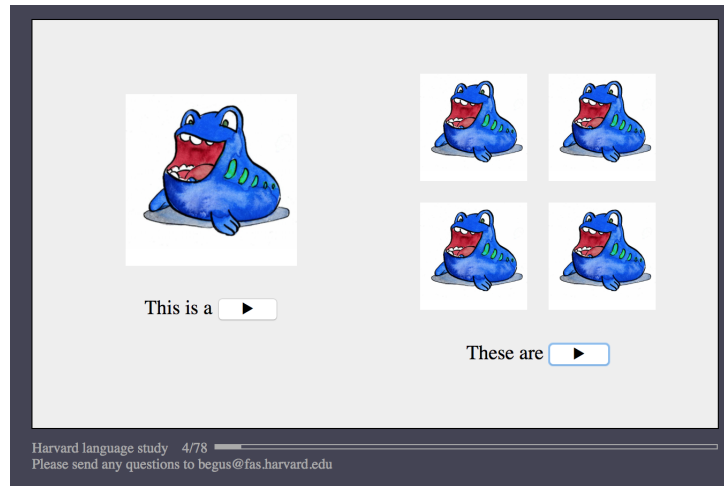 This is a
These are
Harvard language study 4/78
Please send any questions to begus@fas.harvard.edu